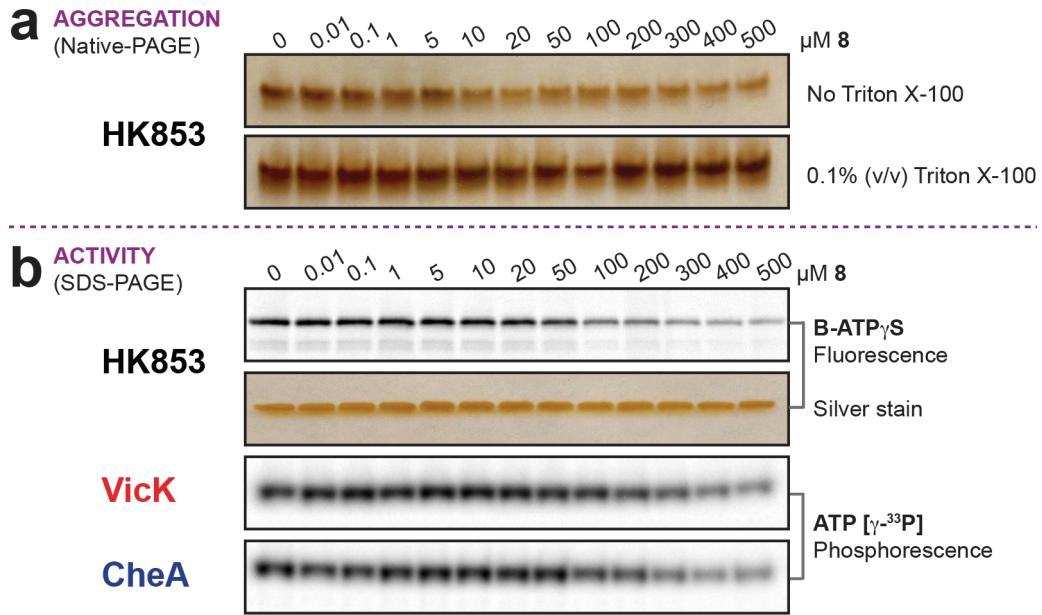 a AGGREGATION
(Native-PAGE)
0 0.01 0.1 1 5 10 20 50 100 200 300 400 500 µM 8
HK853
No Triton X-100
0.1% (v/v) Triton X-100
b ACTIVITY
(SDS-PAGE)
0 0.01 0.1 1 5 10 20 50 100 200 300 400 500 µM 8
HK853
B-ATPγS
Fluorescence
Silver stain
VicK
ATP [γ-³³P]
Phosphorescence
CheA